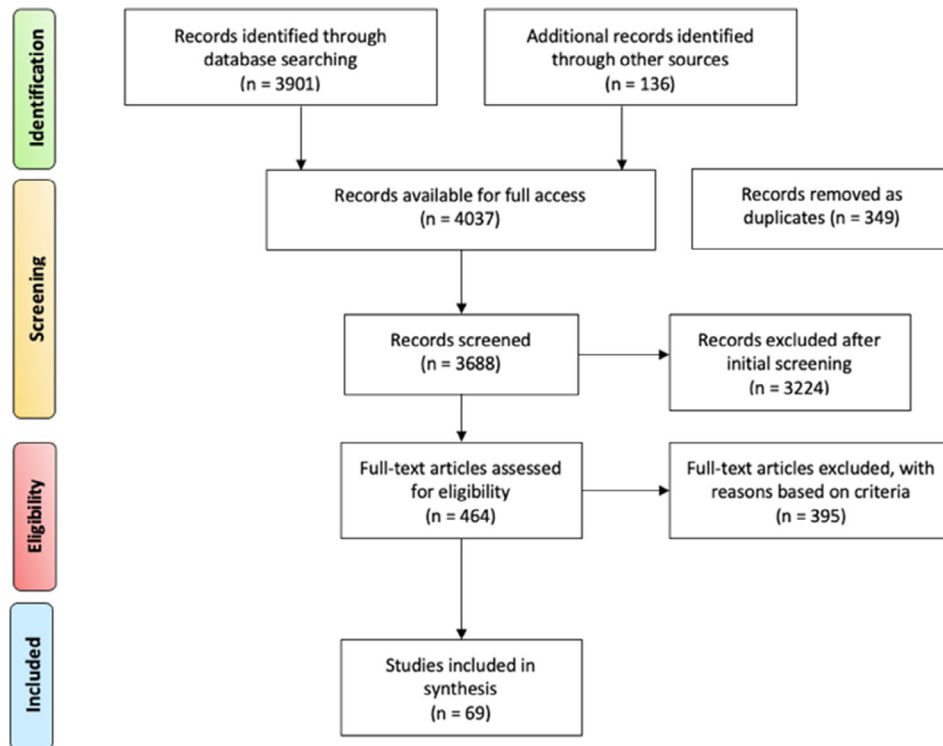 Identification
Records identified through
database searching
(n = 3901)
Additional records identified
through other sources
(n = 136)
Screening
Records available for full access
(n = 4037)
Records removed as
duplicates (n = 349)
Records screened
(n = 3688)
Records excluded after
initial screening
(n = 3224)
Eligibility
Full-text articles assessed
for eligibility
(n = 464)
Full-text articles excluded, with
reasons based on criteria
(n = 395)
Included
Studies included in
synthesis
(n = 69)